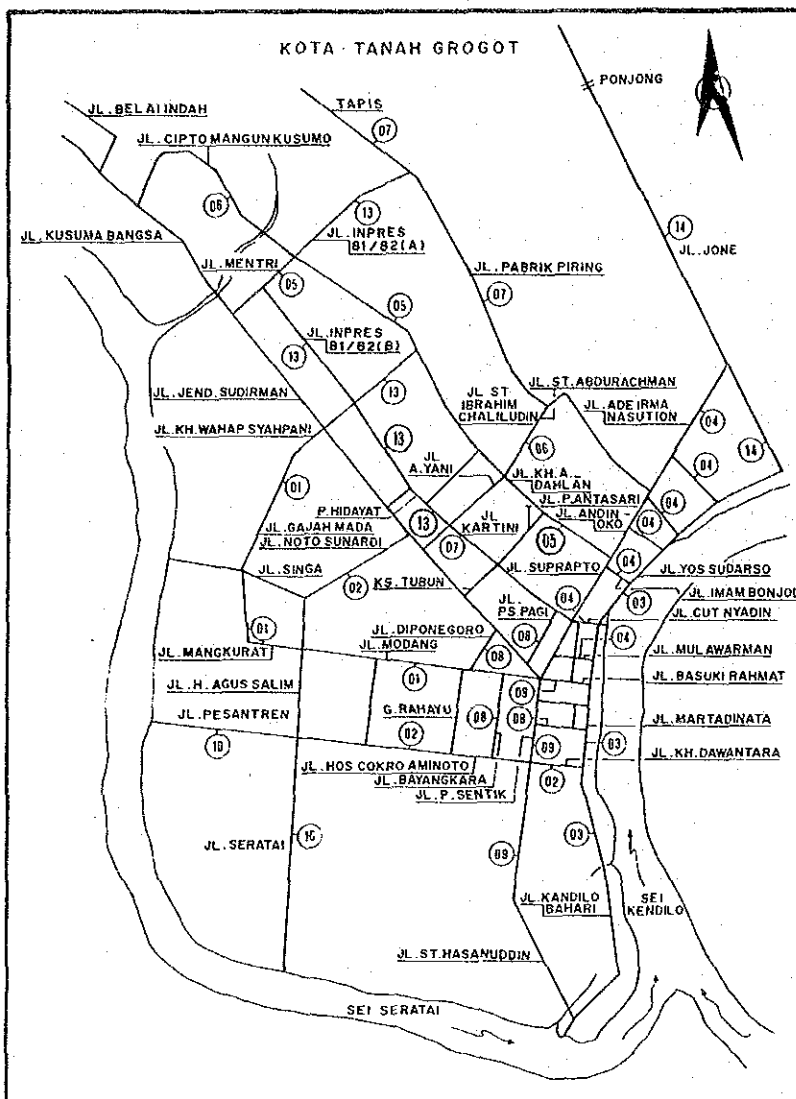 KOTA TANAH GROGOT
PONJONG
TAPIS
JL. BELAI INDAH
07
JL. CIPTO MANGUN KUSUMO
06
13
14
JL. JONE
JL. KUSUMA BANGSA
JL. INPRES
81/82(A)
JL. MENTRI
05
JL. PABRIK PIRING
07
05
JL. INPRES
81/82(B)
13
JL. ST. ABDURACHMAN
JL. ST.
IBRAHIM
CHALILUDIN
JL. ADE IRMA
NASUTION
JL. JEND. SUDIRMAN
13
04
JL. KH. WAHAP SYAHPANI
13
06
04
14
JL.
A. YANI
JL. KH. A.
DAHLAN
01
JL. P. ANTASARI
P. HIDAYAT
JL. ANDIN
OKO
04
JL. GAJAH MADA
13
JL.
KARTINI
JL. NOTO SUNARDI
07
05
04
JL. SINGA
02
KS. TUBUN
JL. SUPRAPTO
JL. YOS SUDARSO
JL. IMAM BONJOL
03
JL.
PS. PAGI
04
JL. CUT NYADIN
01
JL. DIPONEGORO
08
04
JL. MANGKURAT
JL. MODANG
JL. MULAWARMAN
08
01
JL. BASUKI RAHMAT
JL. H. AGUS SALIM
09
JL. PESANTREN
G. RAHAYU
08
08
JL. MARTADINATA
10
02
09
03
JL. KH. DAWANTARA
JL. HOS COKRO AMINOTO
JL. BAYANGKARA
02
JL. P. SENTIK
JL. SERATAI
10
09
03
JL. KANDILO
BAHARI
SEI
KENDILO
JL. ST. HASANUDDIN
SEI SERATAI